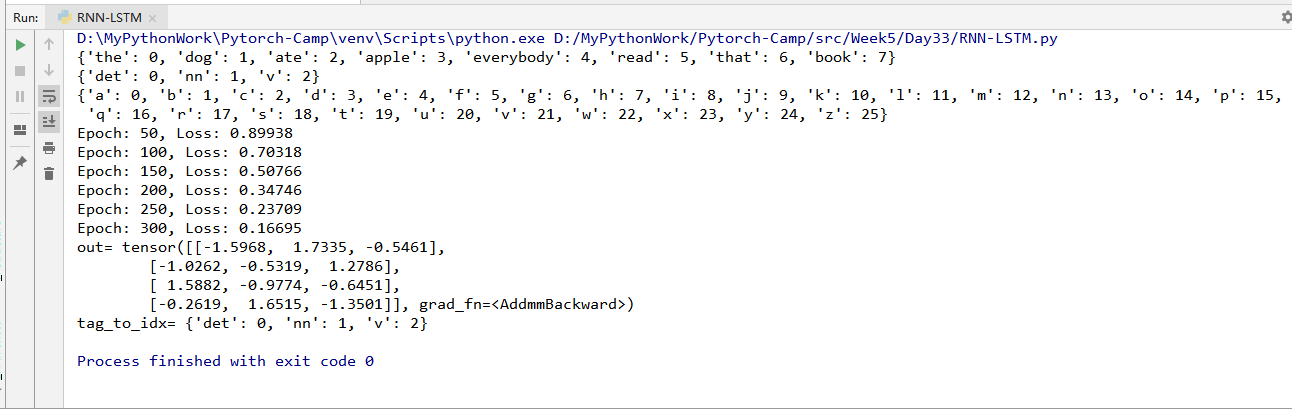 Run: RNN-LSTM
D:\MyPythonWork\Pytorch-Camp\venv\Scripts\python.exe D:/MyPythonWork/Pytorch-Camp/src/Week5/Day33/RNN-LSTM.py
{'the': 0, 'dog': 1, 'ate': 2, 'apple': 3, 'everybody': 4, 'read': 5, 'that': 6, 'book': 7}
{'det': 0, 'nn': 1, 'v': 2}
{'a': 0, 'b': 1, 'c': 2, 'd': 3, 'e': 4, 'f': 5, 'g': 6, 'h': 7, 'i': 8, 'j': 9, 'k': 10, 'l': 11, 'm': 12, 'n': 13, 'o': 14, 'p': 15,
'q': 16, 'r': 17, 's': 18, 't': 19, 'u': 20, 'v': 21, 'w': 22, 'x': 23, 'y': 24, 'z': 25}
Epoch: 50, Loss: 0.89938
Epoch: 100, Loss: 0.70318
Epoch: 150, Loss: 0.50766
Epoch: 200, Loss: 0.34746
Epoch: 250, Loss: 0.23709
Epoch: 300, Loss: 0.16695
out= tensor([[-1.5968,  1.7335, -0.5461],
        [-1.0262, -0.5319,  1.2786],
        [ 1.5882, -0.9774, -0.6451],
        [-0.2619,  1.6515, -1.3501]], grad_fn=<AddmmBackward>)
tag_to_idx= {'det': 0, 'nn': 1, 'v': 2}
Process finished with exit code 0